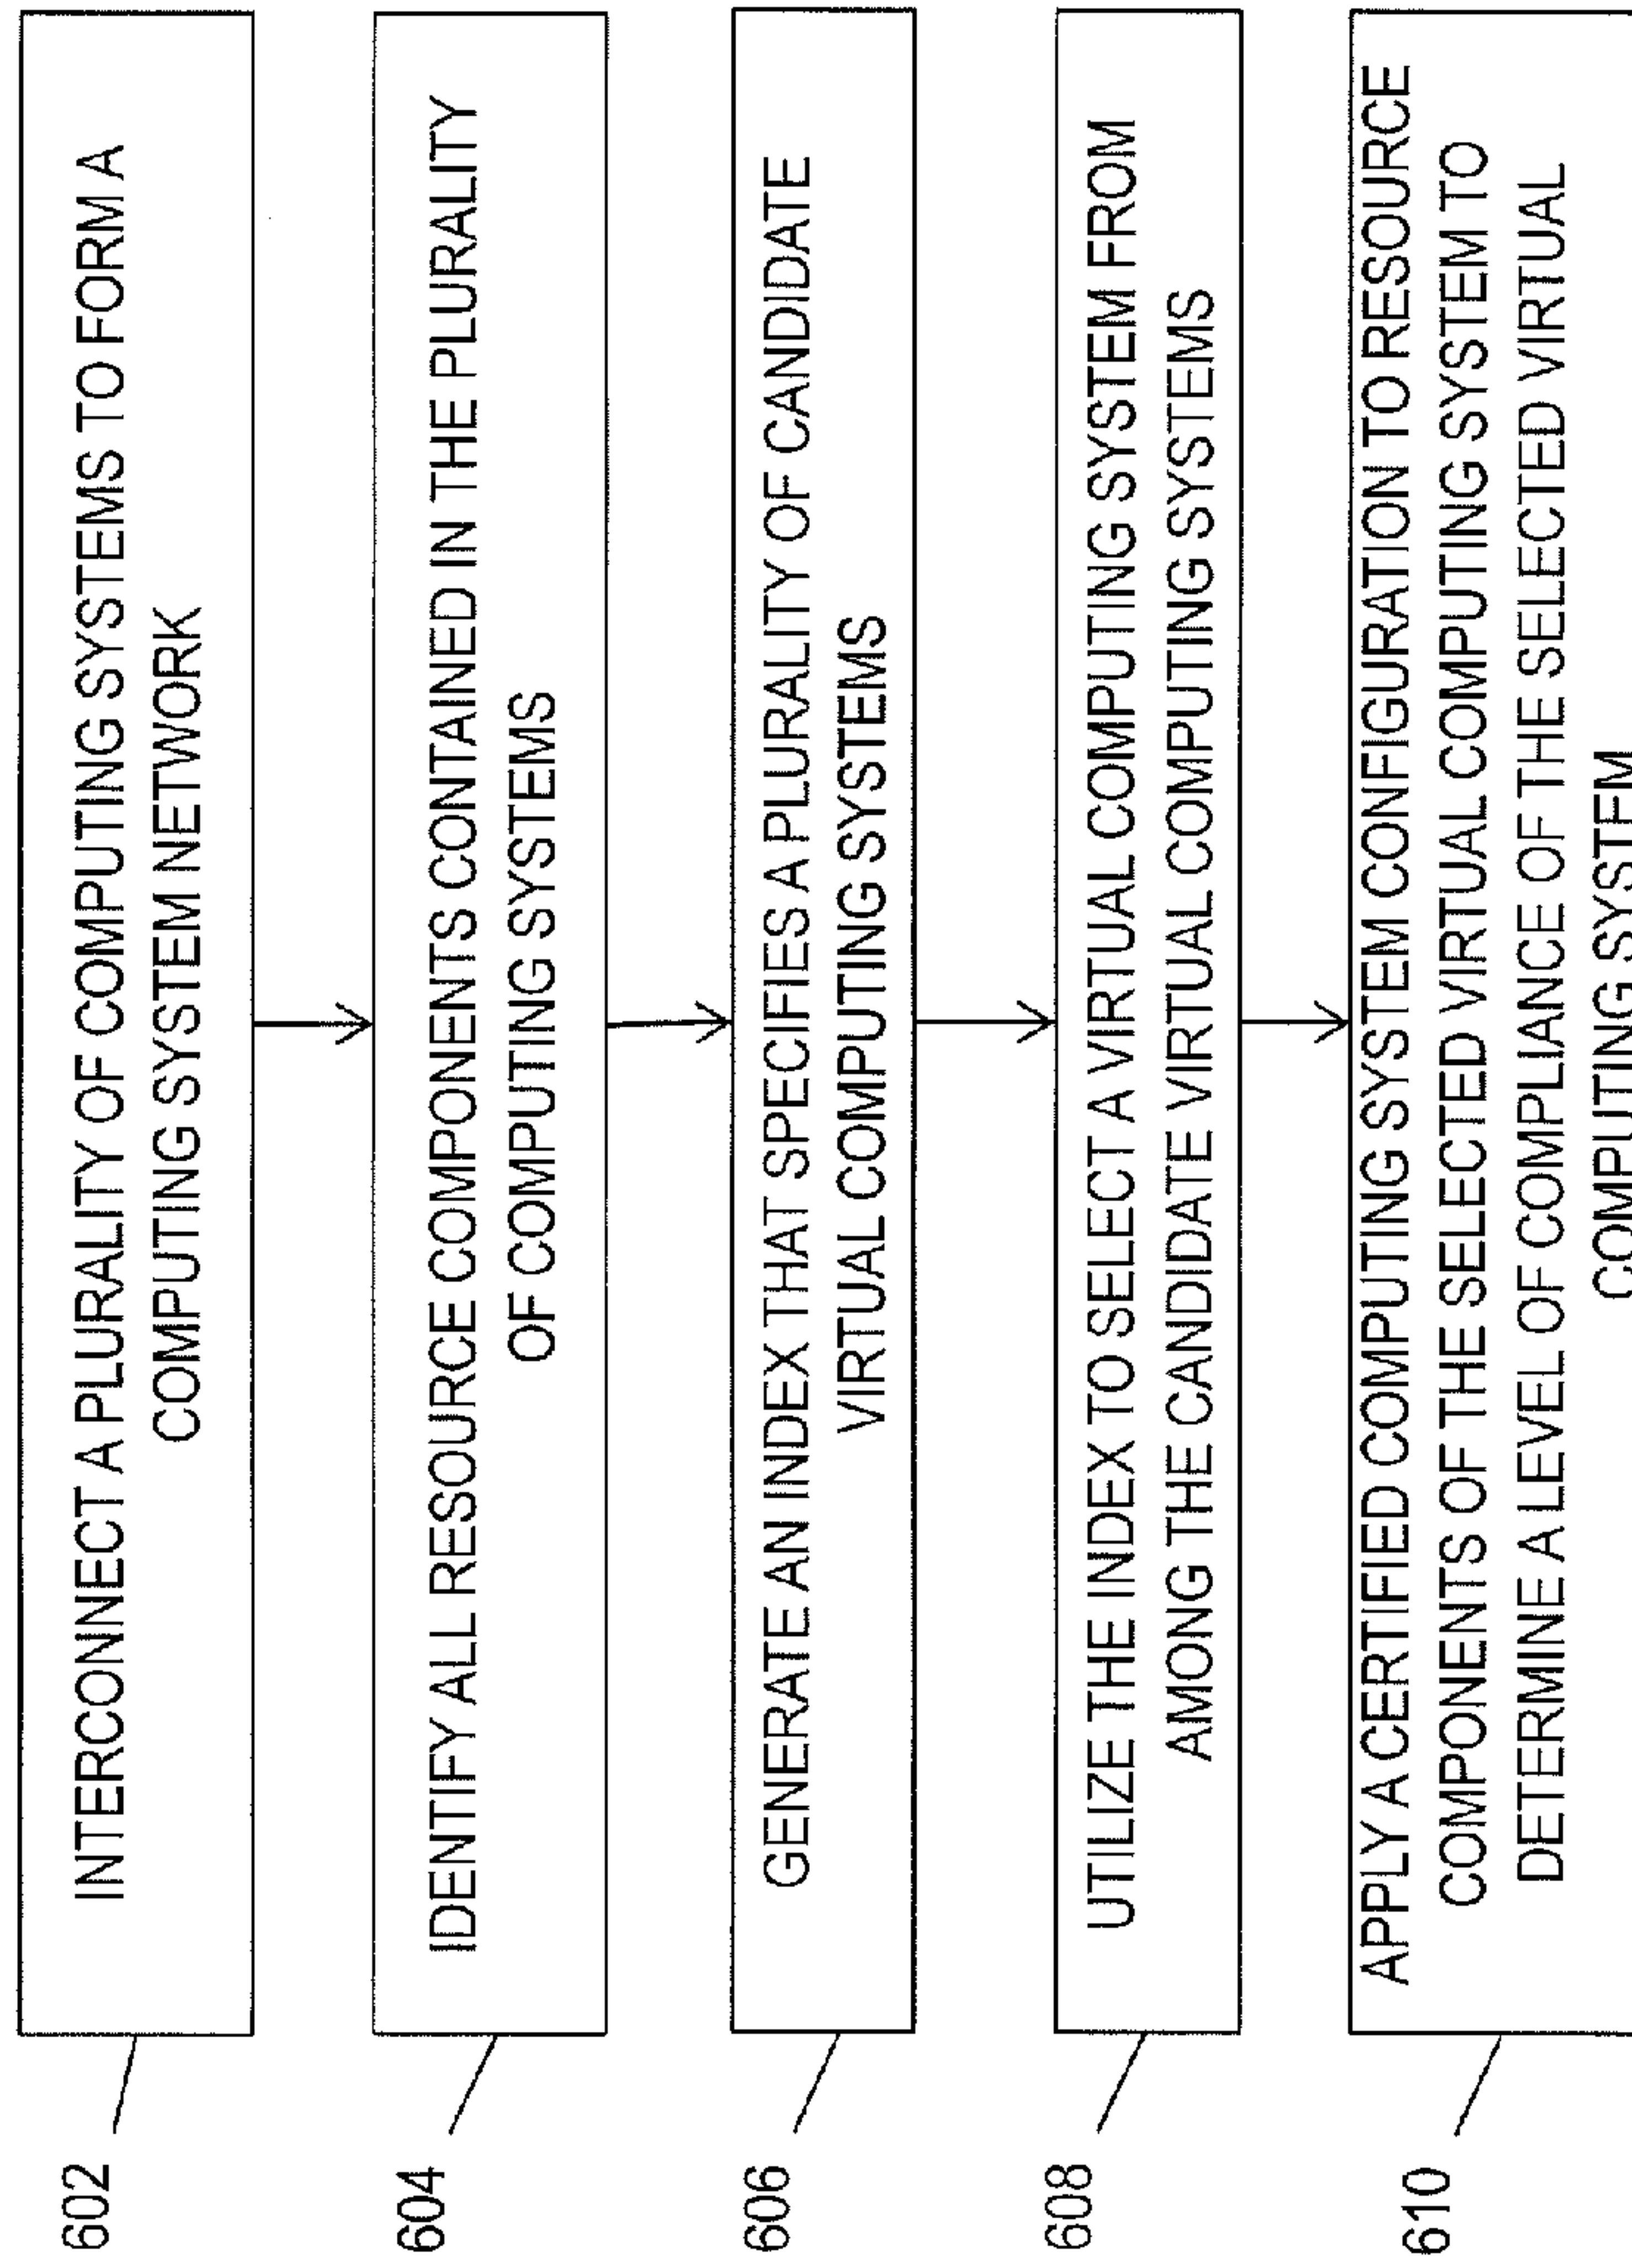 602
INTERCONNECT A PLURALITY OF COMPUTING SYSTEMS TO FORM A
COMPUTING SYSTEM NETWORK
604
IDENTIFY ALL RESOURCE COMPONENTS CONTAINED IN THE PLURALITY
OF COMPUTING SYSTEMS
606
GENERATE AN INDEX THAT SPECIFIES A PLURALITY OF CANDIDATE
VIRTUAL COMPUTING SYSTEMS
608
UTILIZE THE INDEX TO SELECT A VIRTUAL COMPUTING SYSTEM FROM
AMONG THE CANDIDATE VIRTUAL COMPUTING SYSTEMS
610
APPLY A CERTIFIED COMPUTING SYSTEM CONFIGURATION TO RESOURCE
COMPONENTS OF THE SELECTED VIRTUAL COMPUTING SYSTEM TO
DETERMINE A LEVEL OF COMPLIANCE OF THE SELECTED VIRTUAL
COMPUTING SYSTEM